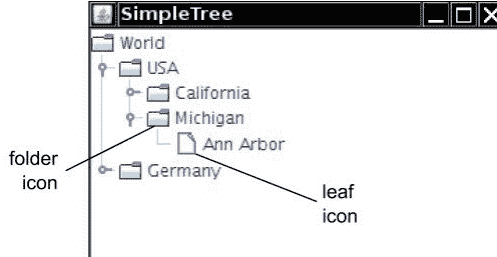 SimpleTree
World
USA
California
Michigan
Ann Arbor
Germany
folder
icon
leaf
icon